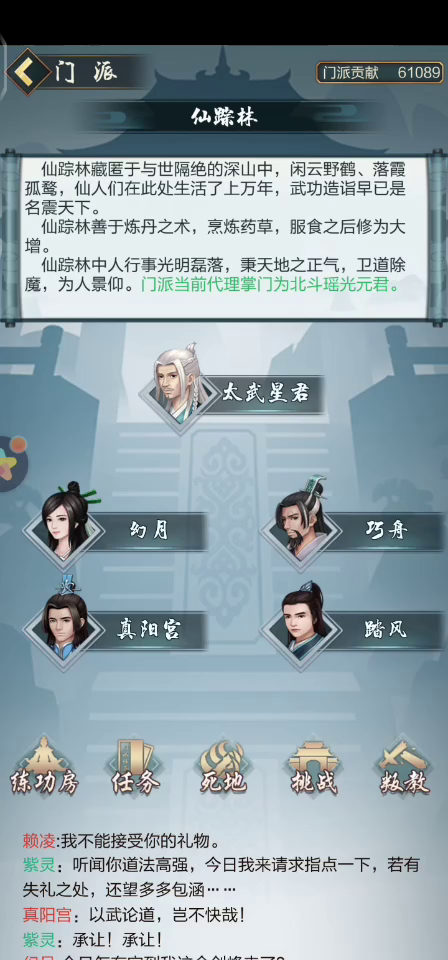 门 派
门派贡献 61089
仙踪林
仙踪林藏匿于与世隔绝的深山中，闲云野鹤、落霞
孤鹜，仙人们在此处生活了上万年，武功造诣早已是
名震天下。
仙踪林善于炼丹之术，烹炼药草，服食之后修为大
增。
仙踪林中人行事光明磊落，秉天地之正气，卫道除
魔，为人景仰。门派当前代理掌门为北斗瑶光元君。
太武星君
幻月
巧舟
真阳宫
踏风
练功房
任务
死地
挑战
叛教
赖凌:我不能接受你的礼物。
紫灵：听闻你道法高强，今日我来请求指点一下，若有
失礼之处，还望多多包涵……
真阳宫：以武论道，岂不快哉！
紫灵：承让！承让！